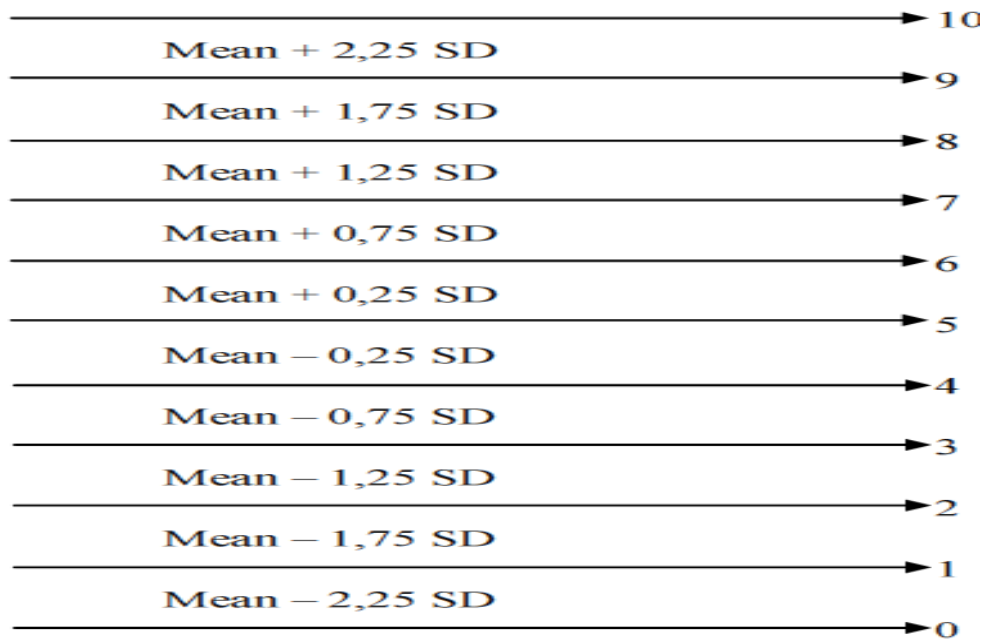 10
Mean + 2,25 SD
9
Mean + 1,75 SD
8
Mean + 1,25 SD
7
Mean + 0,75 SD
6
Mean + 0,25 SD
5
Mean – 0,25 SD
4
Mean – 0,75 SD
3
Mean – 1,25 SD
2
Mean – 1,75 SD
1
Mean – 2,25 SD
0